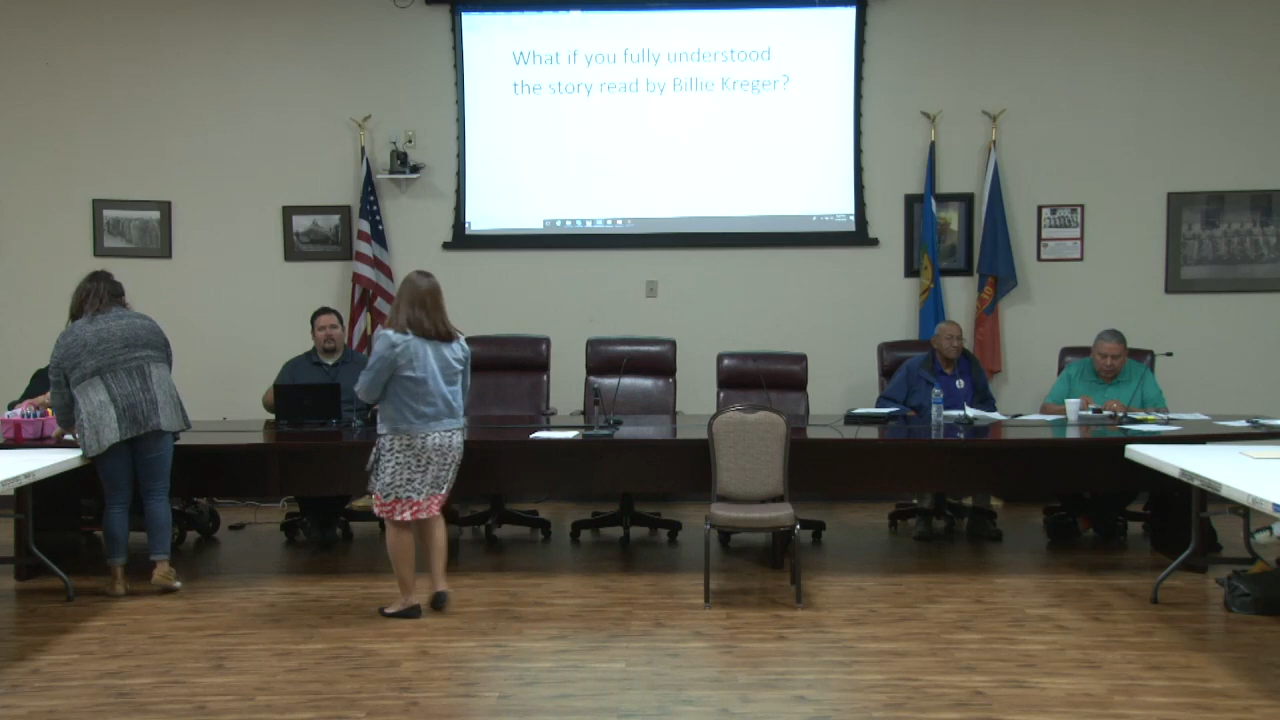 What if you fully understood
the story read by Billie Kreger?